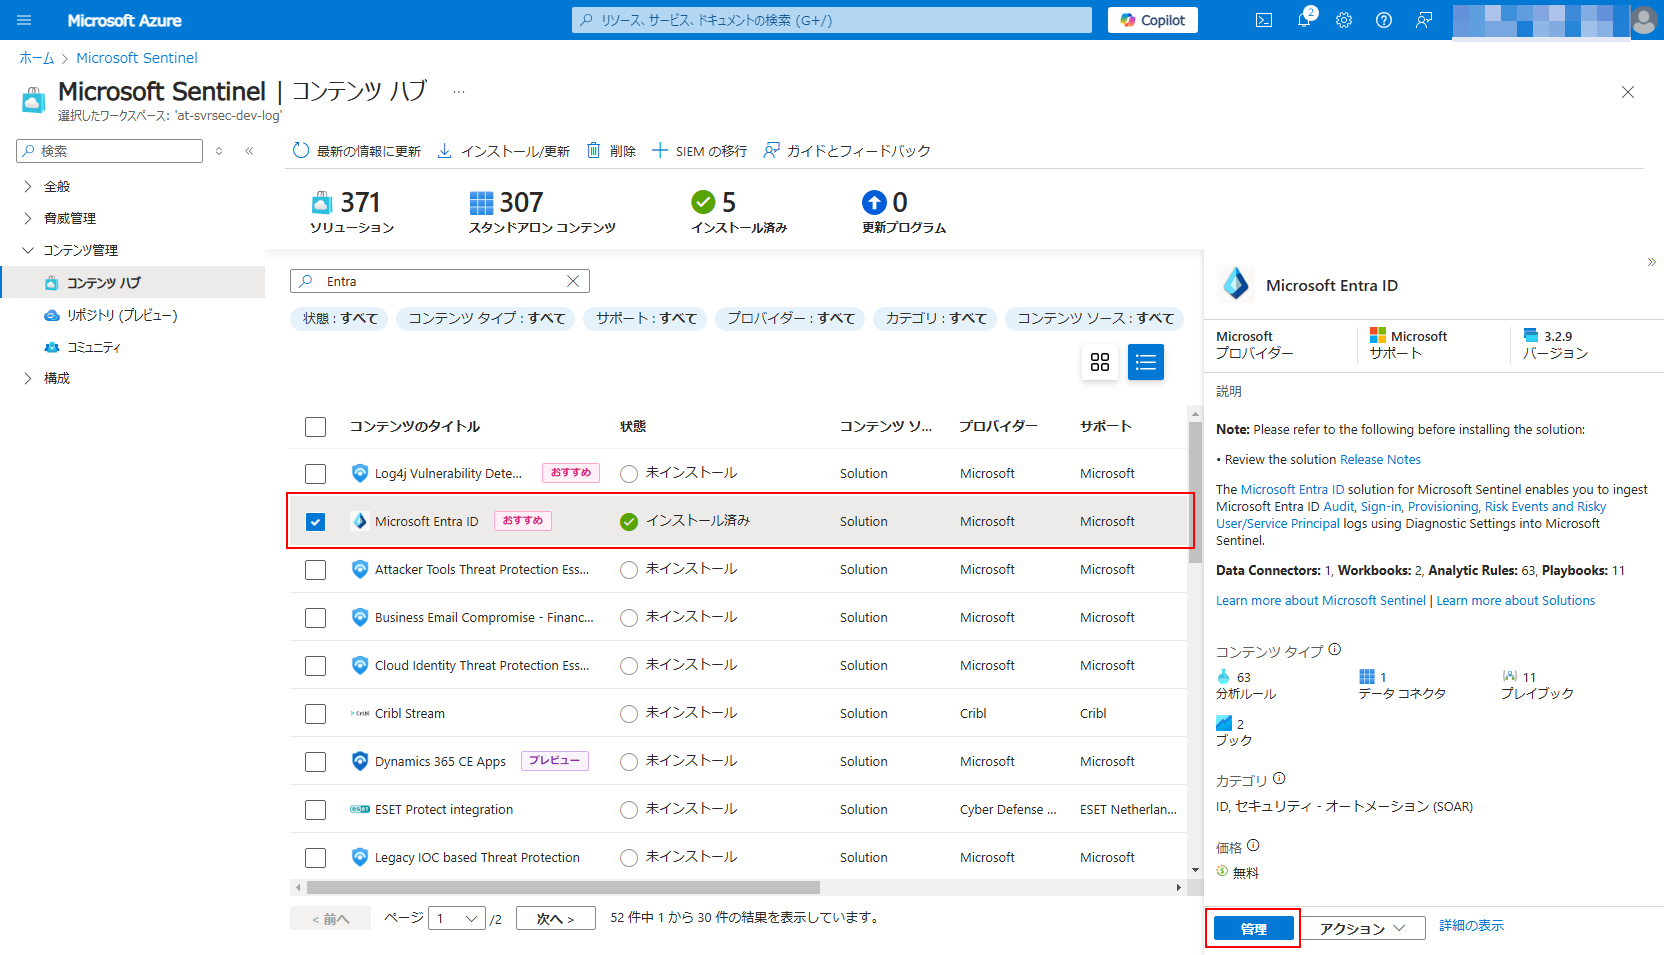 Microsoft Azure
リソース、サービス、ドキュメントの検索 (G+/)
Copilot
2
ホーム > Microsoft Sentinel
Microsoft Sentinel | コンテンツ ハブ …
選択したワークスペース: 'at-svrsec-dev-log'
検索
全般
脅威管理
コンテンツ管理
コンテンツ ハブ
リポジトリ (プレビュー)
コミュニティ
構成
最新の情報に更新 インストール/更新 削除 SIEM の移行 ガイドとフィードバック
371
ソリューション
307
スタンドアロン コンテンツ
5
インストール済み
0
更新プログラム
Entra
状態 : すべて コンテンツ タイプ : すべて サポート : すべて プロバイダー : すべて カテゴリ : すべて コンテンツ ソース : すべて
コンテンツのタイトル 状態 コンテンツ ソ... プロバイダー サポート
Log4j Vulnerability Dete... おすすめ 未インストール Solution Microsoft Microsoft
Microsoft Entra ID おすすめ インストール済み Solution Microsoft Microsoft
Attacker Tools Threat Protection Ess... 未インストール Solution Microsoft Microsoft
Business Email Compromise - Financ... 未インストール Solution Microsoft Microsoft
Cloud Identity Threat Protection Ess... 未インストール Solution Microsoft Microsoft
Cribl Cribl Stream 未インストール Solution Cribl Cribl
Dynamics 365 CE Apps プレビュー 未インストール Solution Microsoft Microsoft
ESET ESET Protect integration 未インストール Solution Cyber Defense ... ESET Netherlan...
Legacy IOC based Threat Protection 未インストール Solution Microsoft Microsoft
< 前へ ページ 1 /2 次へ > 52 件中 1 から 30 件の結果を表示しています。
Microsoft Entra ID
Microsoft
プロバイダー
Microsoft
サポート
3.2.9
バージョン
説明
Note: Please refer to the following before installing the solution:
• Review the solution Release Notes
The Microsoft Entra ID solution for Microsoft Sentinel enables you to ingest
Microsoft Entra ID Audit, Sign-in, Provisioning, Risk Events and Risky
User/Service Principal logs using Diagnostic Settings into Microsoft
Sentinel.
Data Connectors: 1, Workbooks: 2, Analytic Rules: 63, Playbooks: 11
Learn more about Microsoft Sentinel | Learn more about Solutions
コンテンツ タイプ
63
分析ルール
1
データ コネクタ
11
プレイブック
2
ブック
カテゴリ
ID, セキュリティ - オートメーション (SOAR)
価格
無料
管理 アクション 詳細の表示